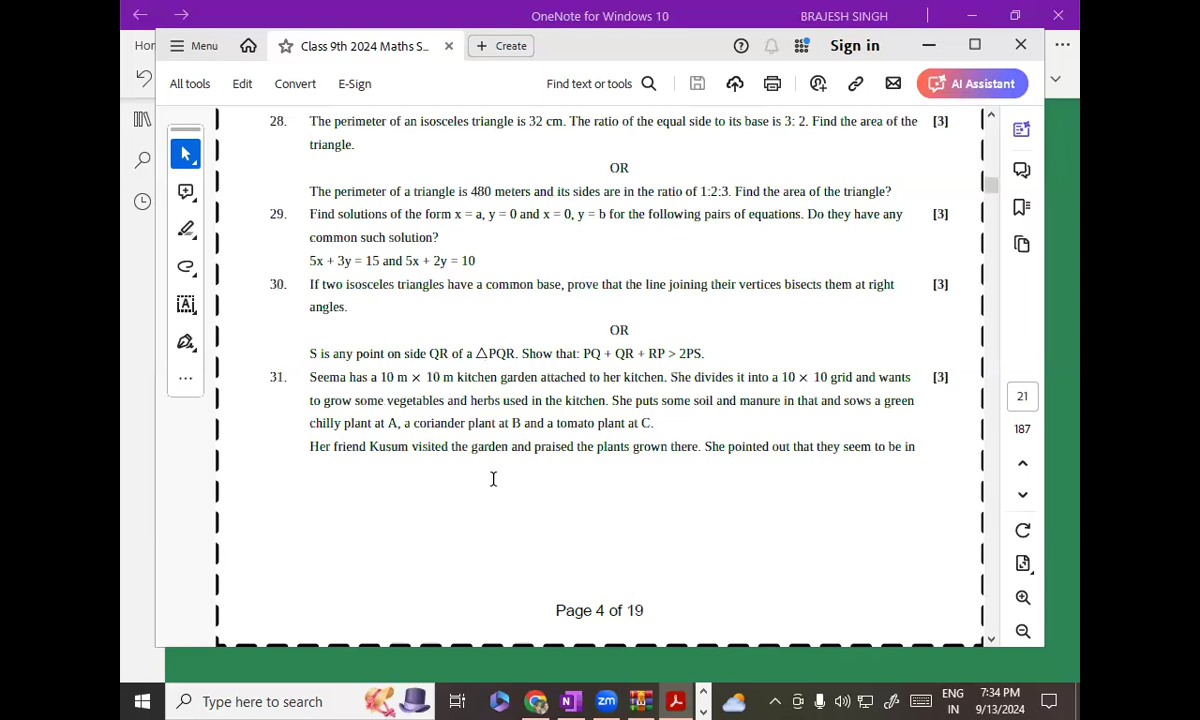 OneNote for Windows 10
BRAJESH SINGH
Hor
Menu
Class 9th 2024 Maths S...
Create
Sign in
All tools
Edit
Convert
E-Sign
Find text or tools
AI Assistant
28. The perimeter of an isosceles triangle is 32 cm. The ratio of the equal side to its base is 3: 2. Find the area of the [3]
triangle.
OR
The perimeter of a triangle is 480 meters and its sides are in the ratio of 1:2:3. Find the area of the triangle?
29. Find solutions of the form x = a, y = 0 and x = 0, y = b for the following pairs of equations. Do they have any [3]
common such solution?
5x + 3y = 15 and 5x + 2y = 10
30. If two isosceles triangles have a common base, prove that the line joining their vertices bisects them at right [3]
angles.
OR
S is any point on side QR of a △PQR. Show that: PQ + QR + RP > 2PS.
31. Seema has a 10 m × 10 m kitchen garden attached to her kitchen. She divides it into a 10 × 10 grid and wants [3]
to grow some vegetables and herbs used in the kitchen. She puts some soil and manure in that and sows a green
chilly plant at A, a coriander plant at B and a tomato plant at C.
Her friend Kusum visited the garden and praised the plants grown there. She pointed out that they seem to be in
21
187
Page 4 of 19
Type here to search
zm
ENG
IN
7:34 PM
9/13/2024